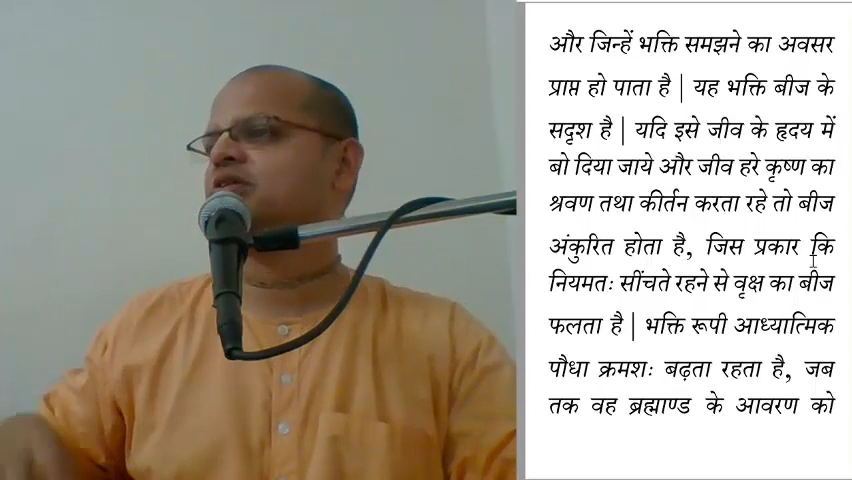 और जिन्हें भक्ति समझने का अवसर
प्राप्त हो पाता है | यह भक्ति बीज के
सदृश है | यदि इसे जीव के हृदय में
बो दिया जाये और जीव हरे कृष्ण का
श्रवण तथा कीर्तन करता रहे तो बीज
अंकुरित होता है, जिस प्रकार कि
नियमतः सींचते रहने से वृक्ष का बीज
फलता है | भक्ति रूपी आध्यात्मिक
पौधा क्रमशः बढ़ता रहता है, जब
तक वह ब्रह्माण्ड के आवरण को